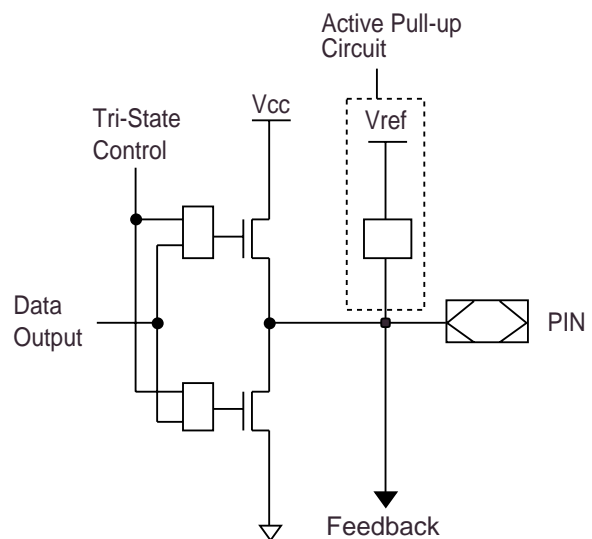 Active Pull-up
Circuit
Vcc
Vref
Tri-State
Control
Data
Output
PIN
Feedback